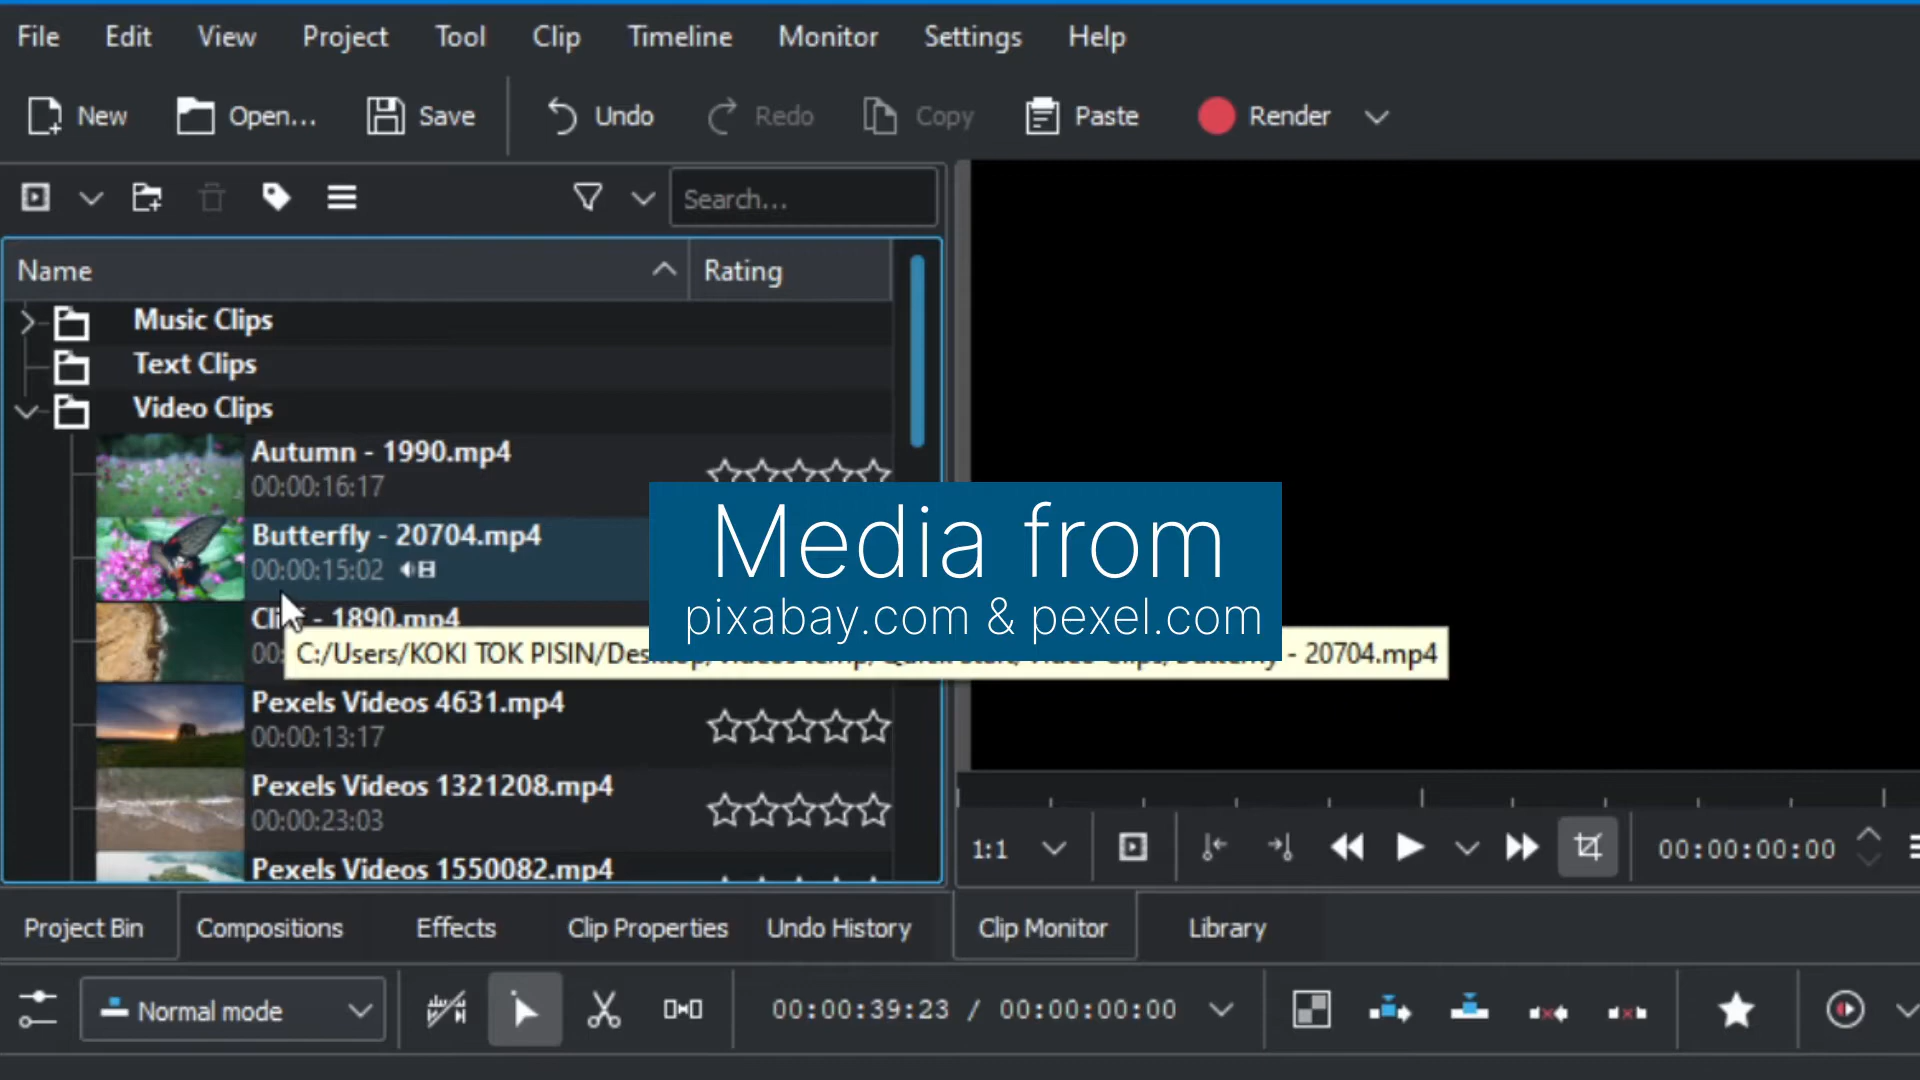 File Edit View Project Tool Clip Timeline Monitor Settings Help
New Open... Save Undo Redo Copy Paste Render
Search...
Name Rating
Music Clips
Text Clips
Video Clips
Autumn - 1990.mp4
00:00:16:17
Butterfly - 20704.mp4
00:00:15:02
- 1890.mp4
00:
Media from
pixabay.com & pexel.com
C:/Users/KOKI TOK PISIN/ - 20704.mp4
Pexels Videos 4631.mp4
00:00:13:17
Pexels Videos 1321208.mp4
00:00:23:03
Pexels Videos 1550082.mp4
1:1 00:00:00:00
Project Bin Compositions Effects Clip Properties Undo History Clip Monitor Library
Normal mode 00:00:39:23 / 00:00:00:00